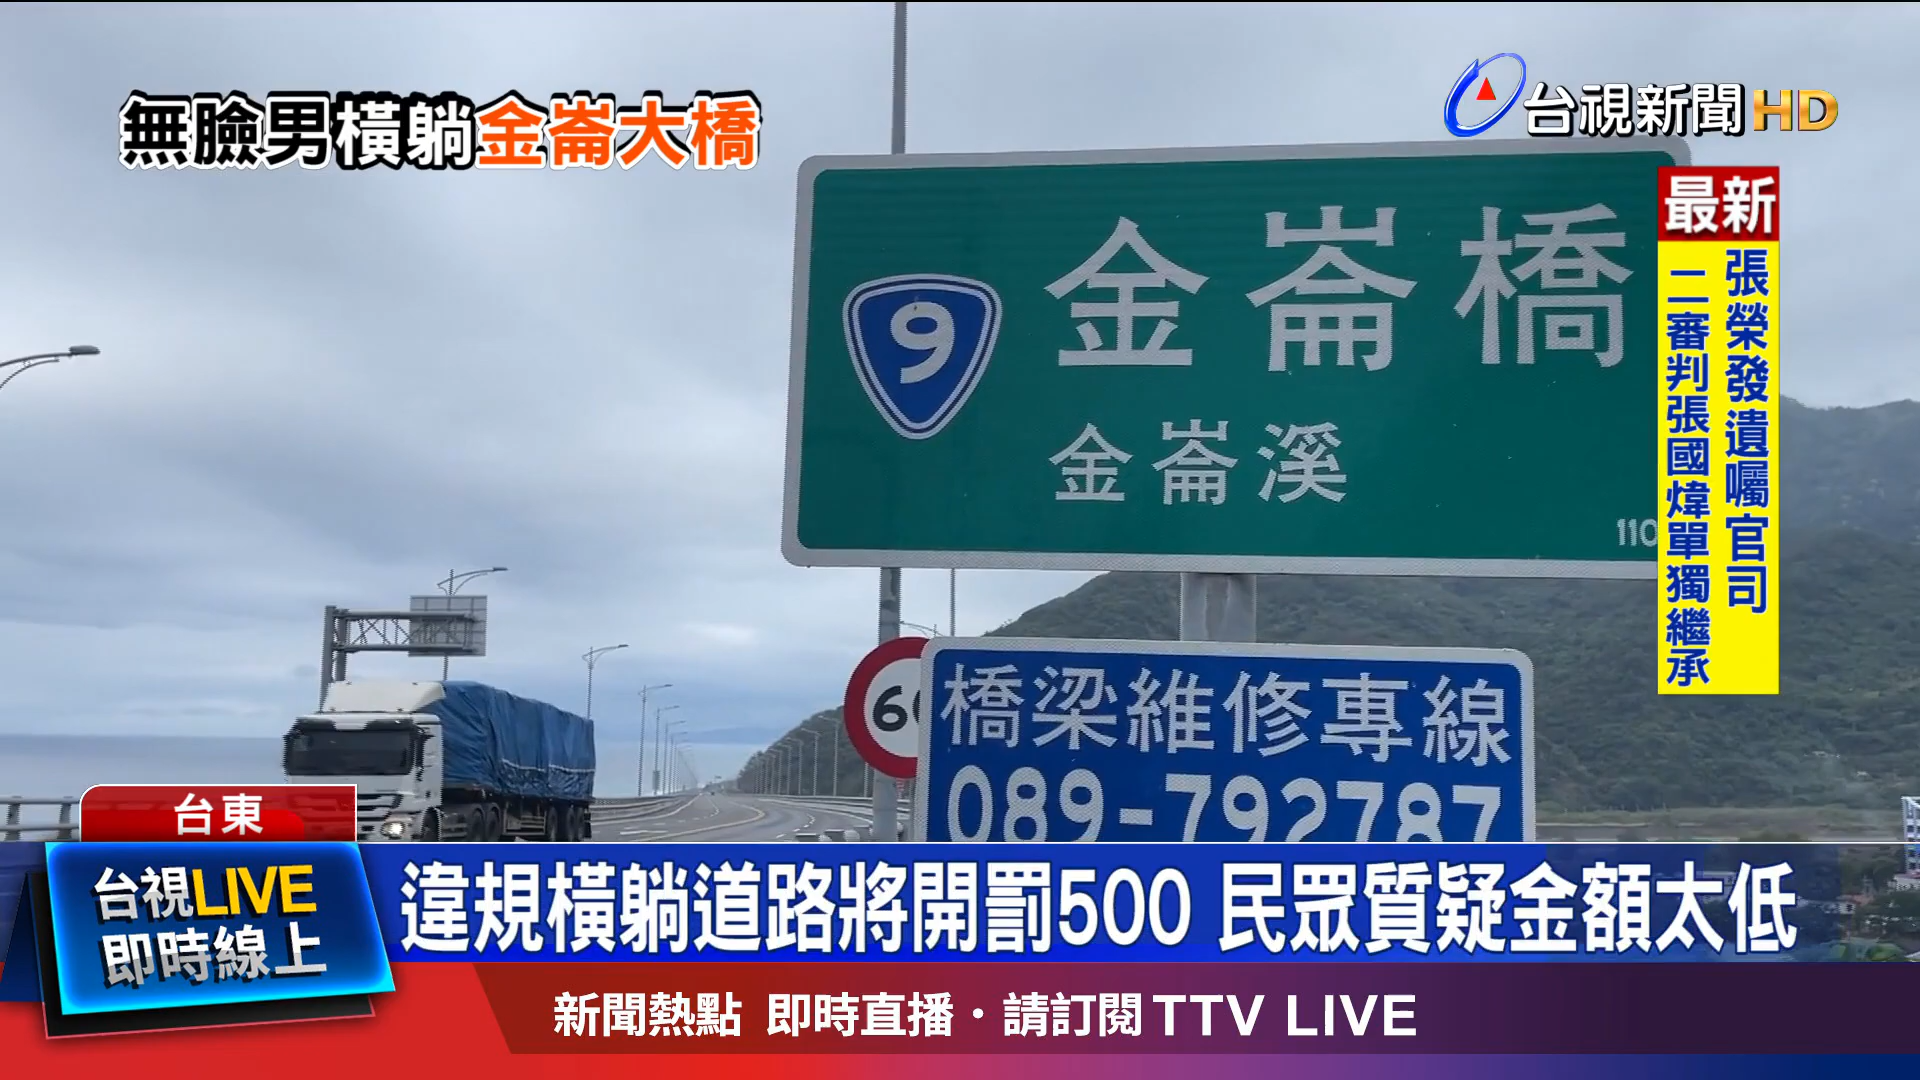 無臉男橫躺金崙大橋
台視新聞HD
最新
張榮發遺囑官司
二審判張國煒單獨繼承
9
金崙橋
金崙溪
110
60
橋梁維修專線
089-792787
台東
台視LIVE
即時線上
違規橫躺道路將開罰500 民眾質疑金額太低
新聞熱點 即時直播·請訂閱TTV LIVE